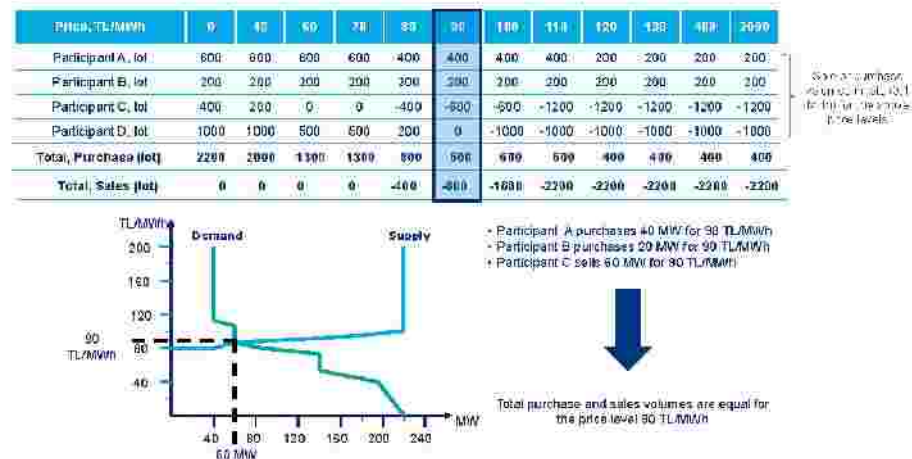 Price, TL/MWh 0 40 60 70 80 90 100 110 120 130 400 2000
Participant A, lot 600 600 600 600 400 400 400 400 200 200 200 200
Participant B, lot 200 200 200 200 200 200 200 200 200 200 200 200
Participant C, lot 400 200 0 0 -400 -600 -600 -1200 -1200 -1200 -1200 -1200
Participant D, lot 1000 1000 500 500 200 0 -1000 -1000 -1000 -1000 -1000 -1000
Total, Purchase (lot) 2200 2000 1300 1300 800 600 600 400 400 400 400
Total, Sales (lot) 0 0 0 0 -400 -600 -1600 -2200 -2200 -2200 -2200 -2200
TL/MWh
Demand
Supply
200
160
120
90
TL/MWh
80
40
40 80 120 160 200 240
MW
60 MW
• Participant A purchases 40 MW for 90 TL/MWh
• Participant B purchases 20 MW for 90 TL/MWh
• Participant C sells 60 MW for 90 TL/MWh
Total purchase and sales volumes are equal for
the price level 90 TL/MWh